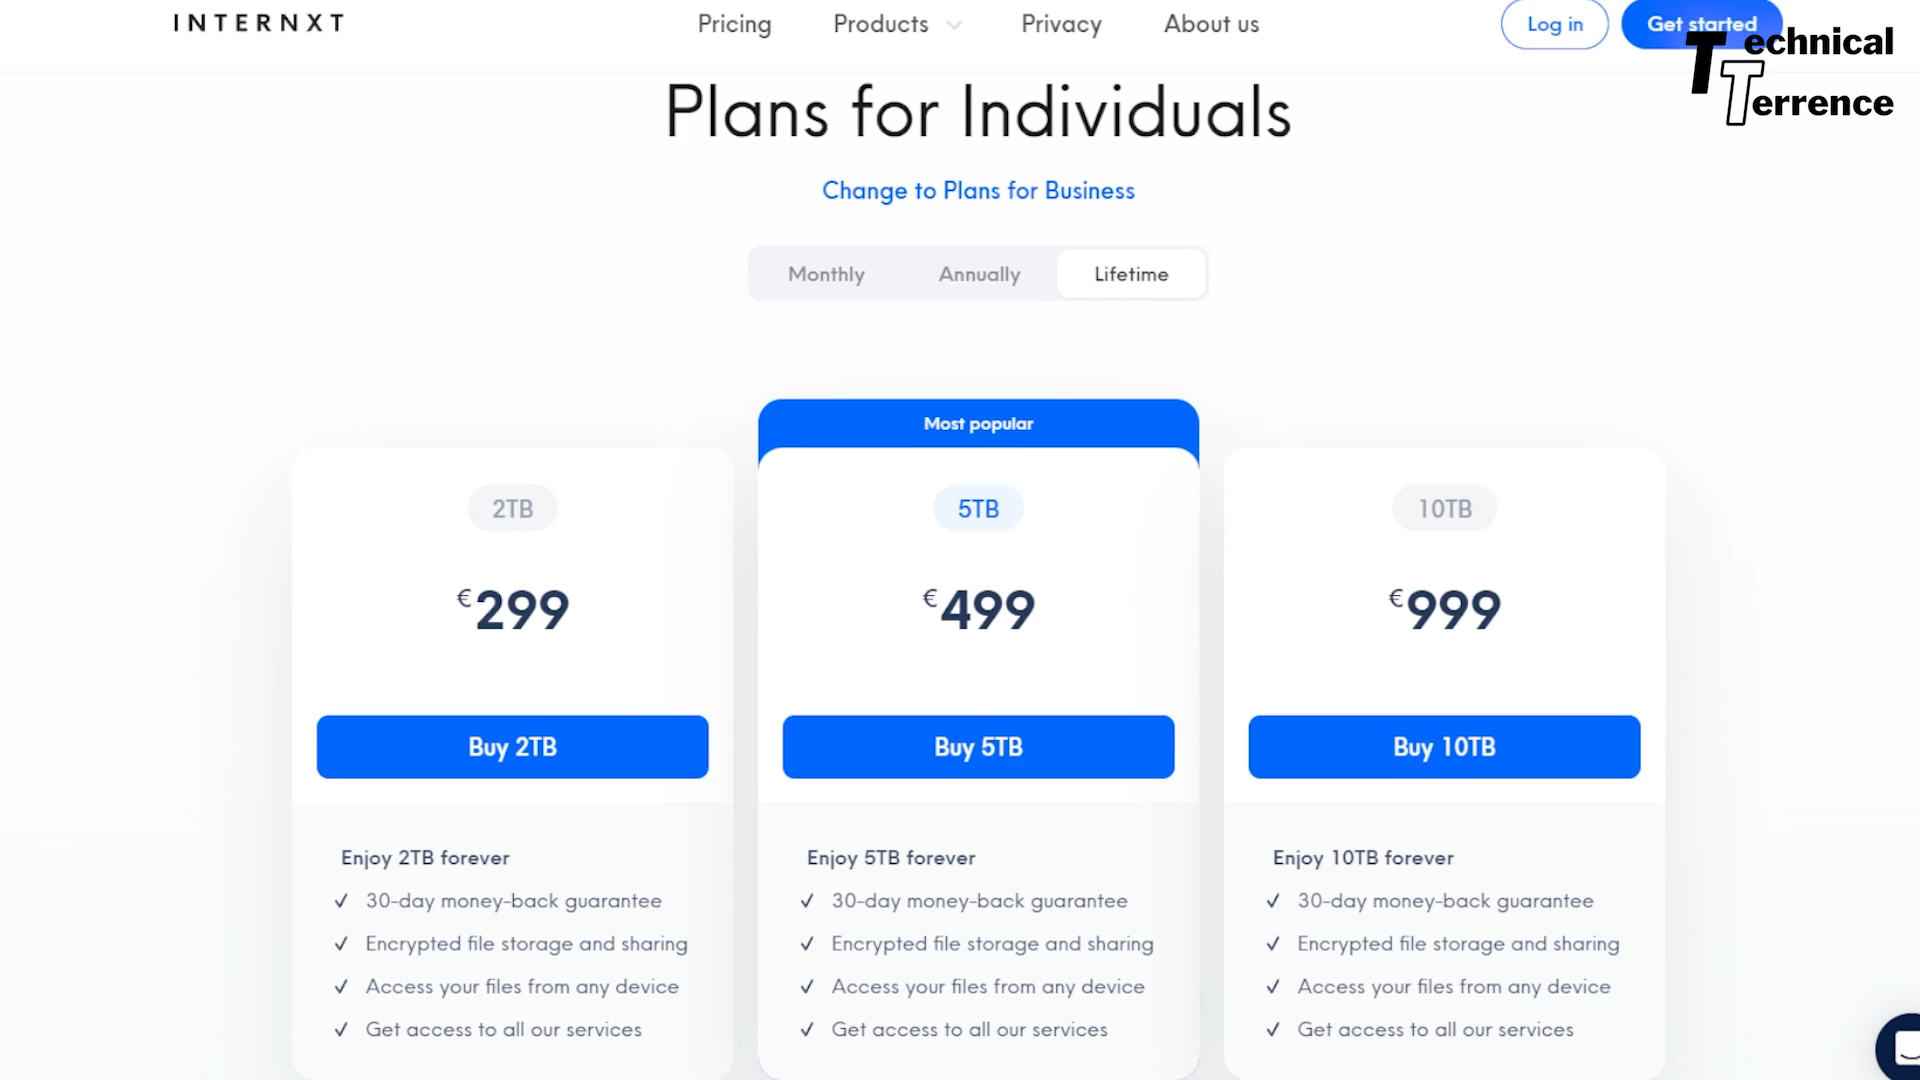 INTERNXT
Pricing
Products
Privacy
About us
Log in
Get started
Technical
Terrence
Plans for Individuals
Change to Plans for Business
Monthly
Annually
Lifetime
2TB
€299
Buy 2TB
Enjoy 2TB forever
✓ 30-day money-back guarantee
✓ Encrypted file storage and sharing
✓ Access your files from any device
✓ Get access to all our services
Most popular
5TB
€499
Buy 5TB
Enjoy 5TB forever
✓ 30-day money-back guarantee
✓ Encrypted file storage and sharing
✓ Access your files from any device
✓ Get access to all our services
10TB
€999
Buy 10TB
Enjoy 10TB forever
✓ 30-day money-back guarantee
✓ Encrypted file storage and sharing
✓ Access your files from any device
✓ Get access to all our services